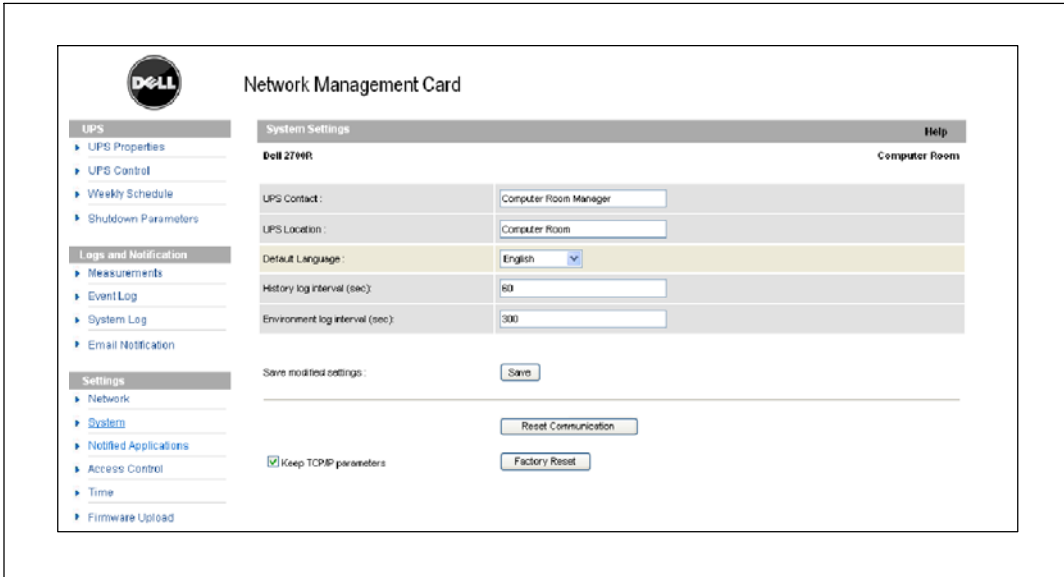 DELL
Network Management Card
UPS
UPS Properties
UPS Control
Weekly Schedule
Shutdown Parameters
Logs and Notification
Measurements
Event Log
System Log
Email Notification
Settings
Network
System
Notified Applications
Access Control
Time
Firmware Upload
System Settings Help
Dell 2700R Computer Room
UPS Contact : Computer Room Manager
UPS Location : Computer Room
Default Language : English
History log interval (sec): 60
Environment log interval (sec): 300
Save modified settings : Save
Reset Communication
Keep TCP/IP parameters Factory Reset